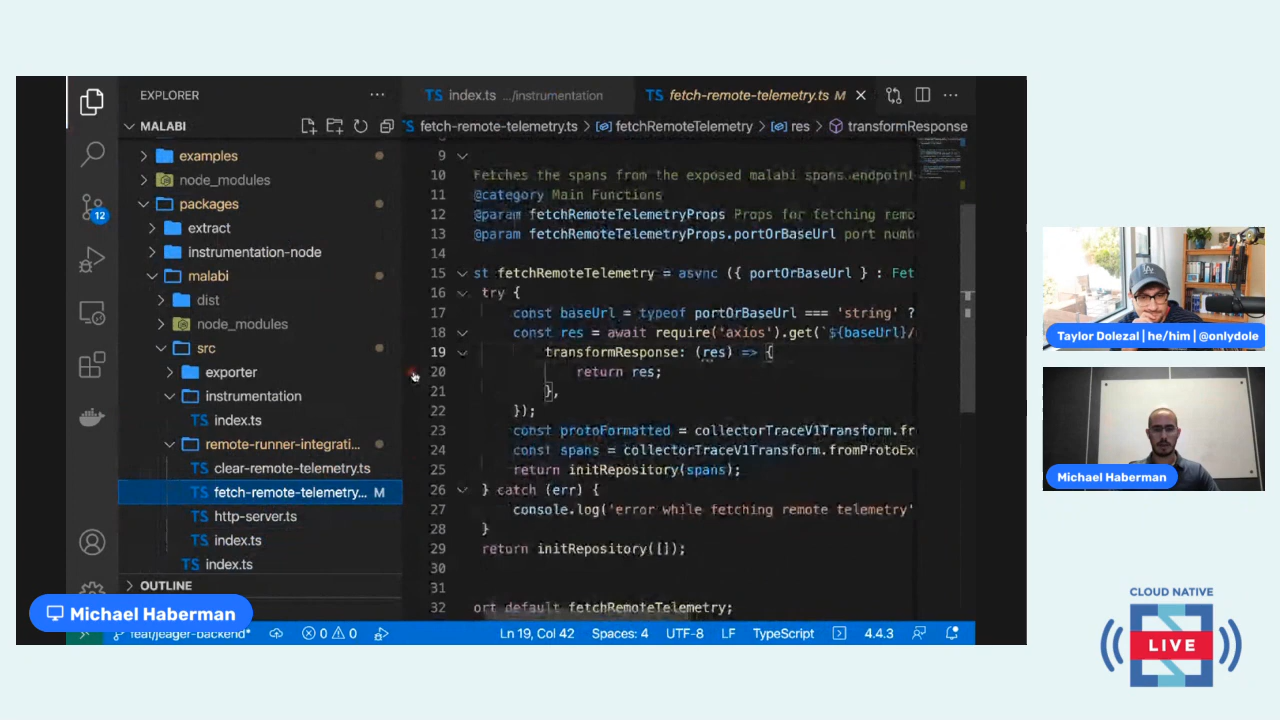 EXPLORER
MALABI
examples
node_modules
packages
extract
instrumentation-node
malabi
dist
node_modules
src
exporter
instrumentation
TS index.ts
remote-runner-integrati...
TS clear-remote-telemetry.ts
TS fetch-remote-telemetry... M
TS http-server.ts
TS index.ts
TS index.ts
OUTLINE
12
TS index.ts .../instrumentation
TS fetch-remote-telemetry.ts M
fetch-remote-telemetry.ts > fetchRemoteTelemetry > res > transformResponse
9
10 Fetches the spans from the exposed malabi spans endpoint
11 @category Main Functions
12 @param fetchRemoteTelemetryProps Props for fetching remo
13 @param fetchRemoteTelemetryProps.portOrBaseUrl port numb
14
15 st fetchRemoteTelemetry = async ({ portOrBaseUrl } : Fet
16 try {
17 const baseUrl = typeof portOrBaseUrl === 'string' ?
18 const res = await require('axios').get(`${baseUrl}/
19 transformResponse: (res) => {
20 return res;
21 },
22 });
23 const protoFormatted = collectorTraceV1Transform.fr
24 const spans = collectorTraceV1Transform.fromProtoEx
25 return initRepository(spans);
26 } catch (err) {
27 console.log('error while fetching remote telemetry'
28 }
29 return initRepository([]);
30
31
32 ort default fetchRemoteTelemetry;
feat/jeager-backend*
0 0
Ln 19, Col 42
Spaces: 4
UTF-8
LF
TypeScript
4.4.3
Michael Haberman
Taylor Dolezal | he/him | @onlydole
Michael Haberman
CLOUD NATIVE
LIVE